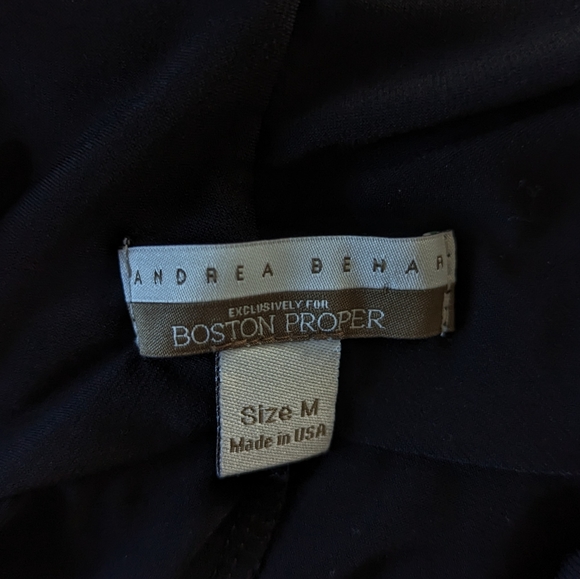 ANDREA BEHAR
EXCLUSIVELY FOR
BOSTON PROPER
Size M
Made in USA